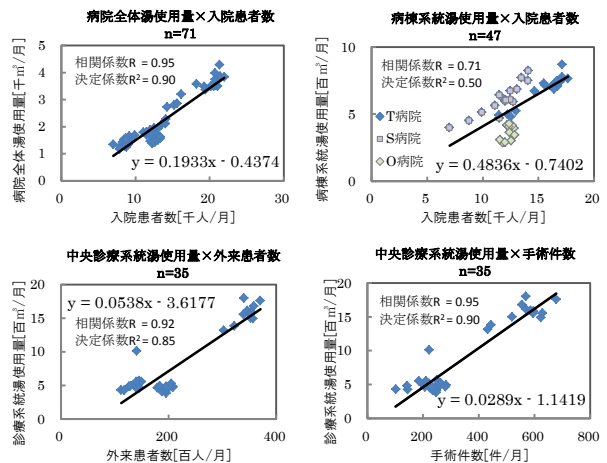 病院全体湯使用量×入院患者数
n=71
病院全体湯使用量[千㎥/月]
5
4
3
2
1
0
相関係数R = 0.95
決定係数R² = 0.90
y = 0.1933x - 0.4374
0
10
20
30
入院患者数[千人/月]
病棟系統湯使用量×入院患者数
n=47
病棟系統湯使用量[百㎥/月]
10
5
0
相関係数R = 0.71
決定係数R² = 0.50
T病院
S病院
O病院
y = 0.4836x - 0.7402
0
5
10
15
20
入院患者数[千人/月]
中央診療系統湯使用量×外来患者数
n=35
診療系統湯使用量[百㎥/月]
20
15
10
5
0
y = 0.0538x - 3.6177
相関係数R = 0.92
決定係数R² = 0.85
0
200
400
外来患者数[百人/月]
中央診療系統湯使用量×手術件数
n=35
診療系統湯使用量[百㎥/月]
20
15
10
5
0
相関係数R = 0.95
決定係数R² = 0.90
y = 0.0289x - 1.1419
0
200
400
600
800
手術件数[件/月]